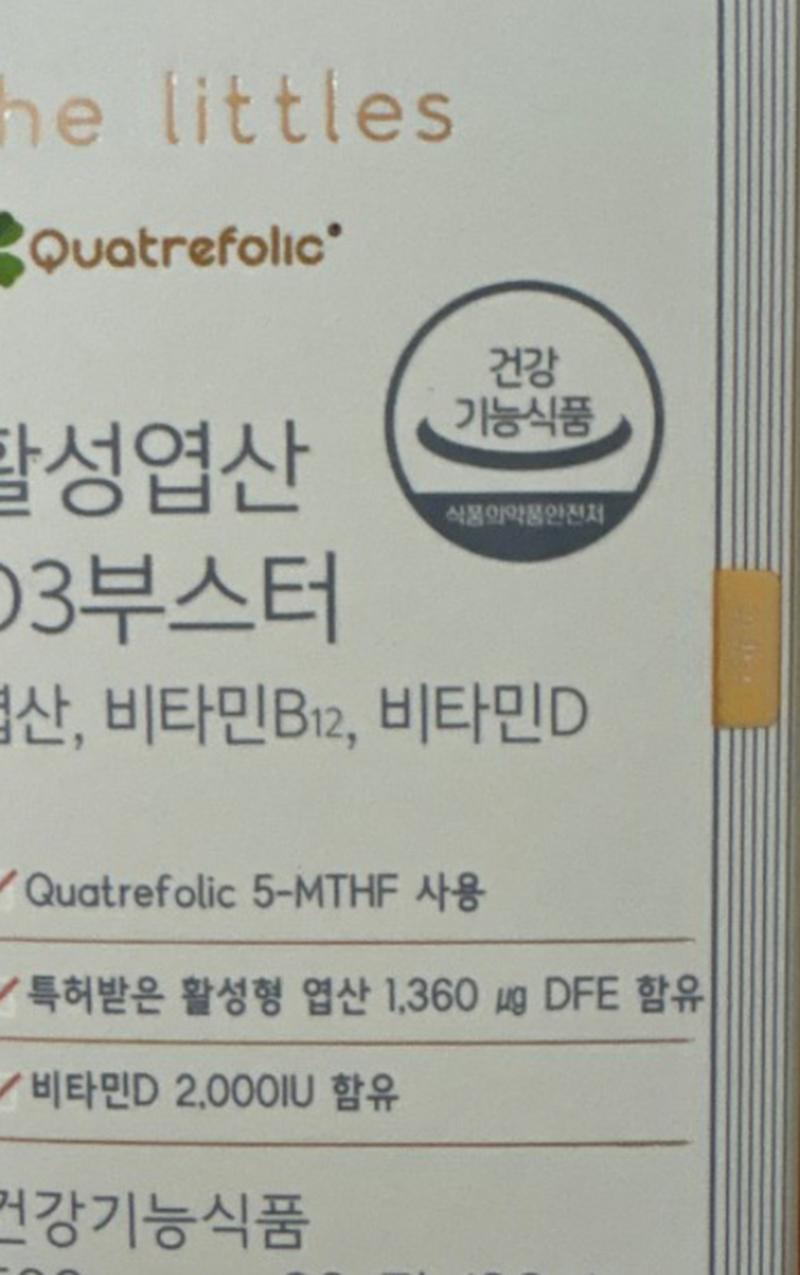 he littles
Quatrefolic®
건강
기능식품
식품의약품안전처
활성엽산
D3부스터
엽산, 비타민B12, 비타민D
Quatrefolic 5-MTHF 사용
특허받은 활성형 엽산 1,360 ㎍ DFE 함유
비타민D 2,000IU 함유
건강기능식품